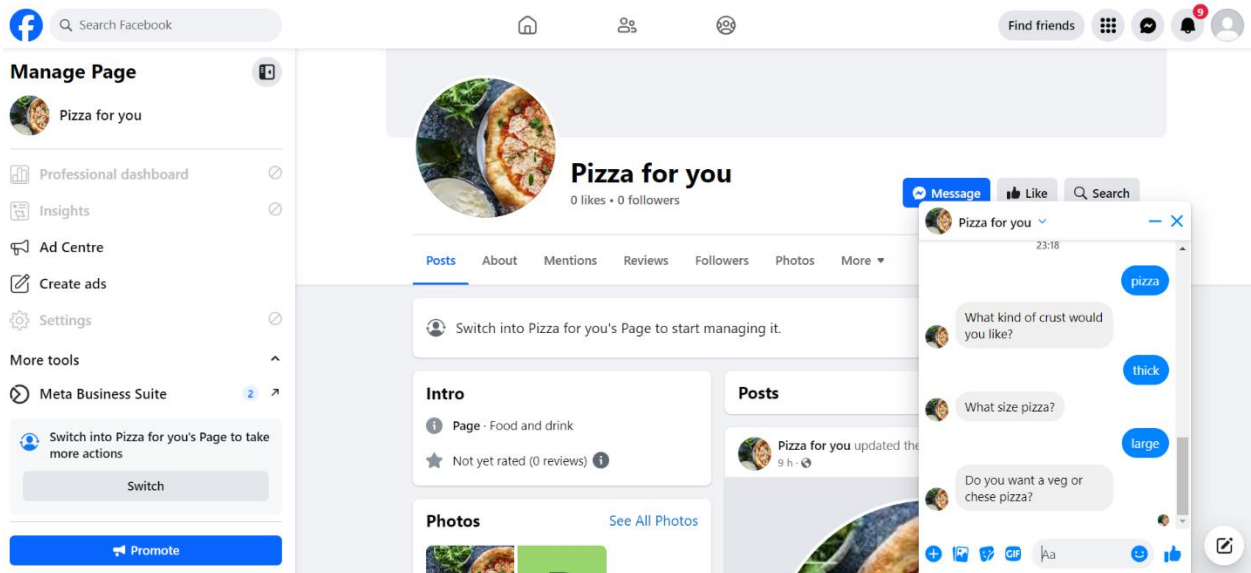 Search Facebook
Find friends
9
Manage Page
Pizza for you
Professional dashboard
Insights
Ad Centre
Create ads
Settings
More tools
Meta Business Suite
2
Switch into Pizza for you's Page to take
more actions
Switch
Promote
Pizza for you
0 likes • 0 followers
Message
Like
Search
Posts
About
Mentions
Reviews
Followers
Photos
More
Switch into Pizza for you's Page to start managing it.
Intro
Page · Food and drink
Not yet rated (0 reviews)
Photos
See All Photos
Posts
Pizza for you updated the
9 h
Pizza for you
23:18
pizza
What kind of crust would
you like?
thick
What size pizza?
large
Do you want a veg or
chese pizza?
GIF
Aa